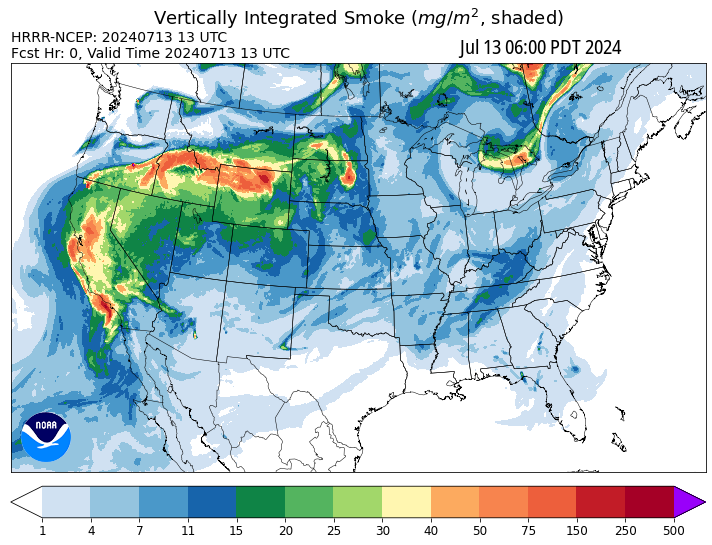 Vertically Integrated Smoke (mg/m², shaded)
HRRR-NCEP: 20240713 13 UTC
Fcst Hr: 0, Valid Time 20240713 13 UTC
Jul 13 06:00 PDT 2024
NOAA
1 4 7 11 15 20 25 30 40 50 75 150 250 500